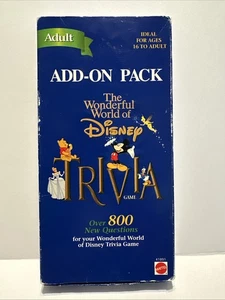 Adult
IDEAL
FOR AGES
16 TO ADULT
ADD-ON PACK
The
Wonderful
World of
Disney
TRIVIA
GAME
Over 800
New Questions
for your Wonderful World
of Disney Trivia Game
MATTEL